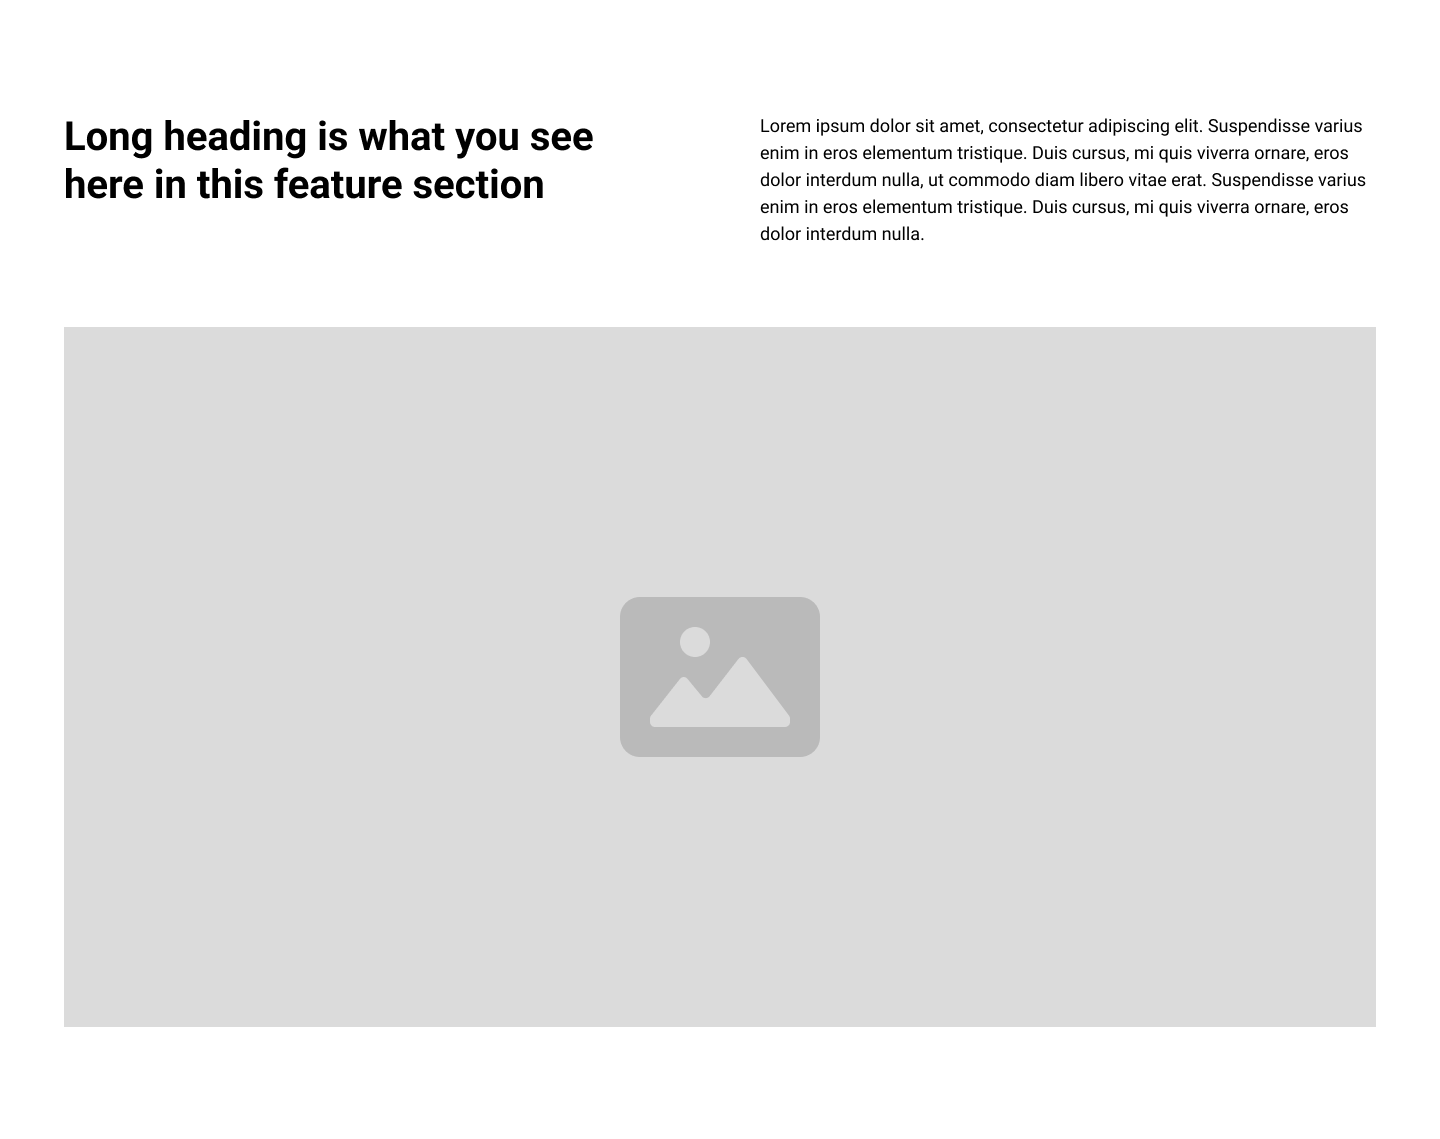 Long heading is what you see
here in this feature section
Lorem ipsum dolor sit amet, consectetur adipiscing elit. Suspendisse varius
enim in eros elementum tristique. Duis cursus, mi quis viverra ornare, eros
dolor interdum nulla, ut commodo diam libero vitae erat. Suspendisse varius
enim in eros elementum tristique. Duis cursus, mi quis viverra ornare, eros
dolor interdum nulla.